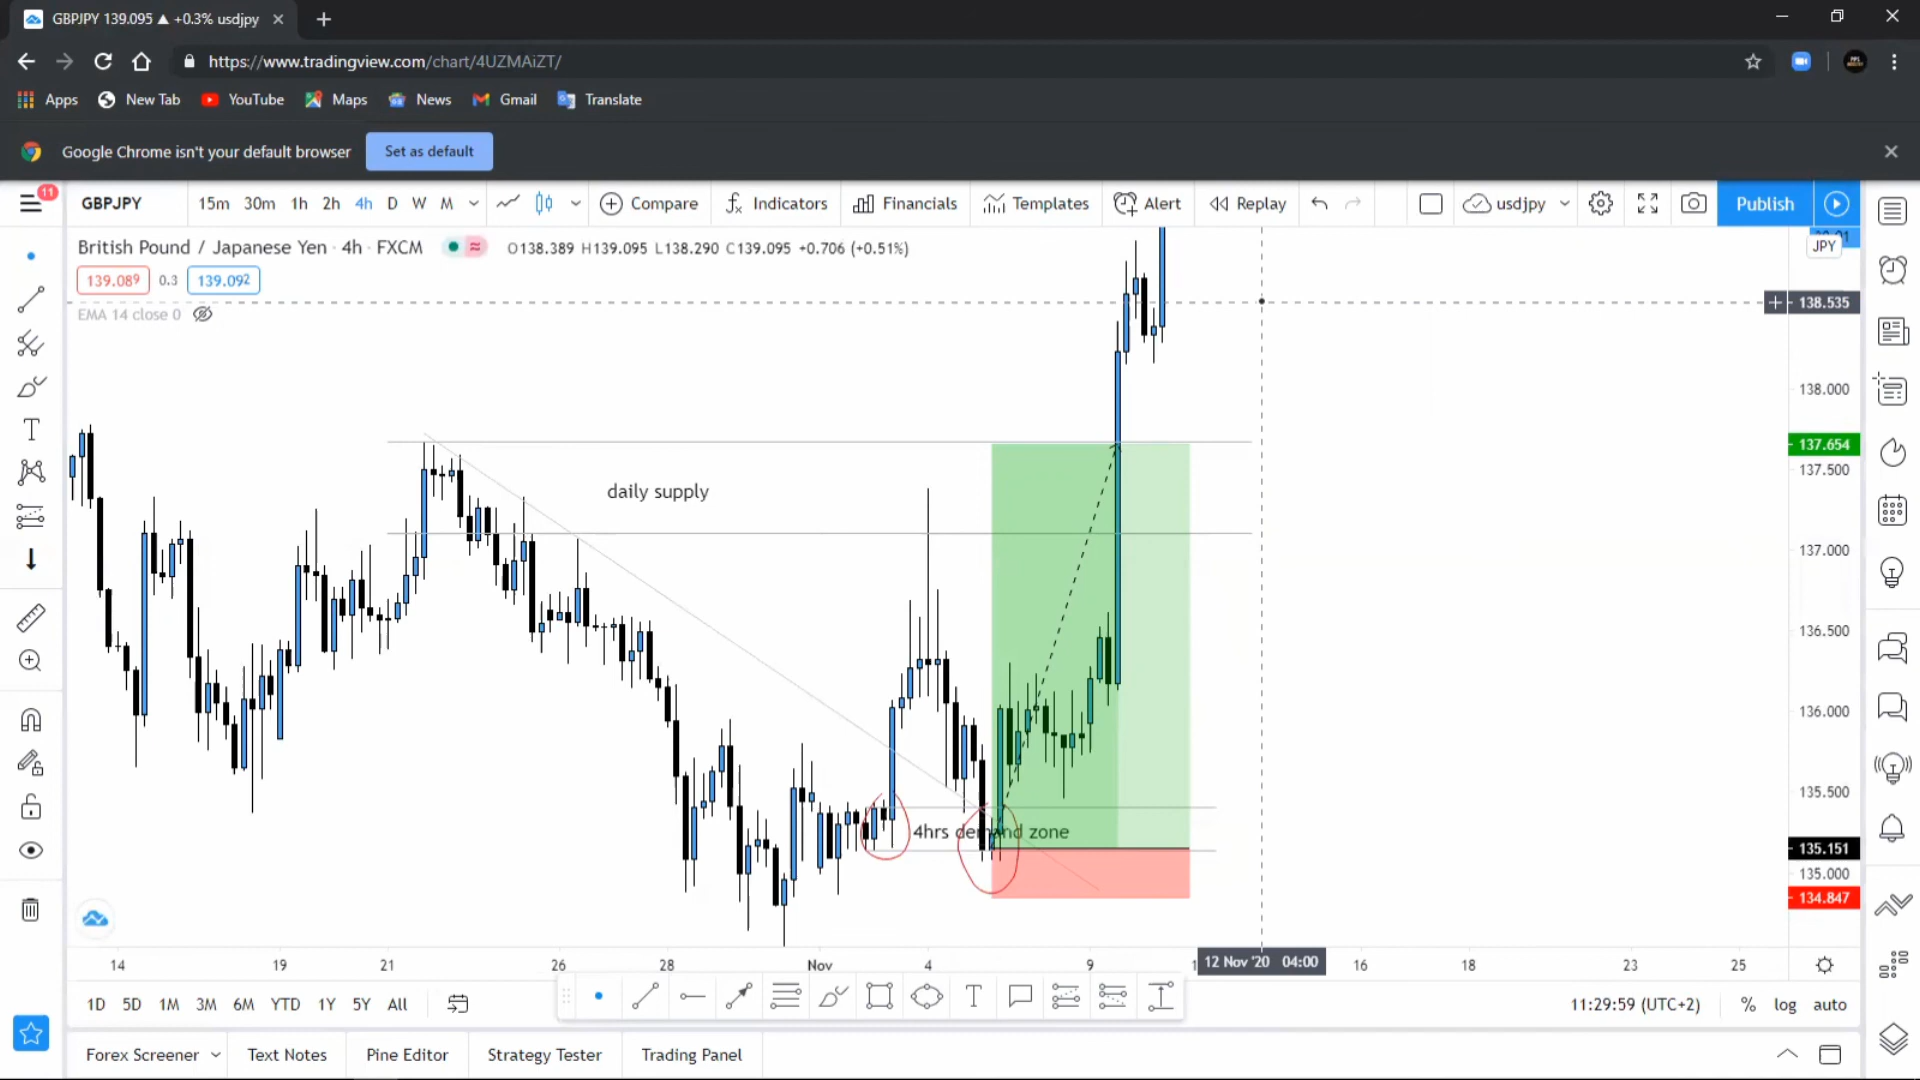 GBPJPY 139.095 ▲ +0.3% usdjpy
https://www.tradingview.com/chart/4UZMAiZT/
Apps New Tab YouTube Maps News Gmail Translate
Google Chrome isn't your default browser Set as default
11
GBPJPY 15m 30m 1h 2h 4h D W M Compare Indicators Financials Templates Alert Replay usdjpy Publish
British Pound / Japanese Yen · 4h · FXCM O138.389 H139.095 L138.290 C139.095 +0.706 (+0.51%)
JPY
139.089 0.3 139.092
138.535
EMA 14 close 0
138.000
137.654
137.500
daily supply
137.000
136.500
136.000
135.500
4hrs demand zone
135.151
135.000
134.847
14 19 21 26 28 Nov 4 9 12 Nov '20 04:00 16 18 23 25
1D 5D 1M 3M 6M YTD 1Y 5Y All 11:29:59 (UTC+2) % log auto
Forex Screener Text Notes Pine Editor Strategy Tester Trading Panel